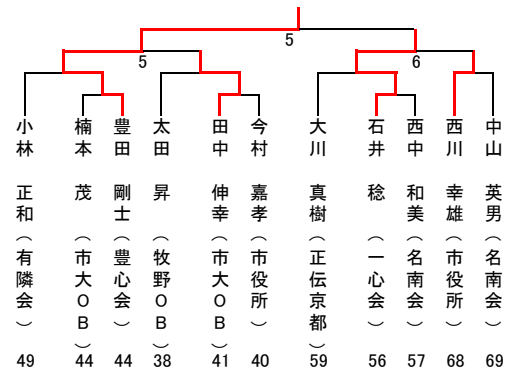 5
5
6
小林 正和(有隣会)
楠本 茂(市大OB)
豊田 剛士(豊心会)
太田 昇(牧野OB)
田中 伸幸(市大OB)
今村 嘉孝(市役所)
大川 真樹(正伝京都)
石井 稔(一心会)
西中 和美(名南会)
西川 幸雄(市役所)
中山 英男(名南会)
49 44 44 38 41 40 59 56 57 68 69